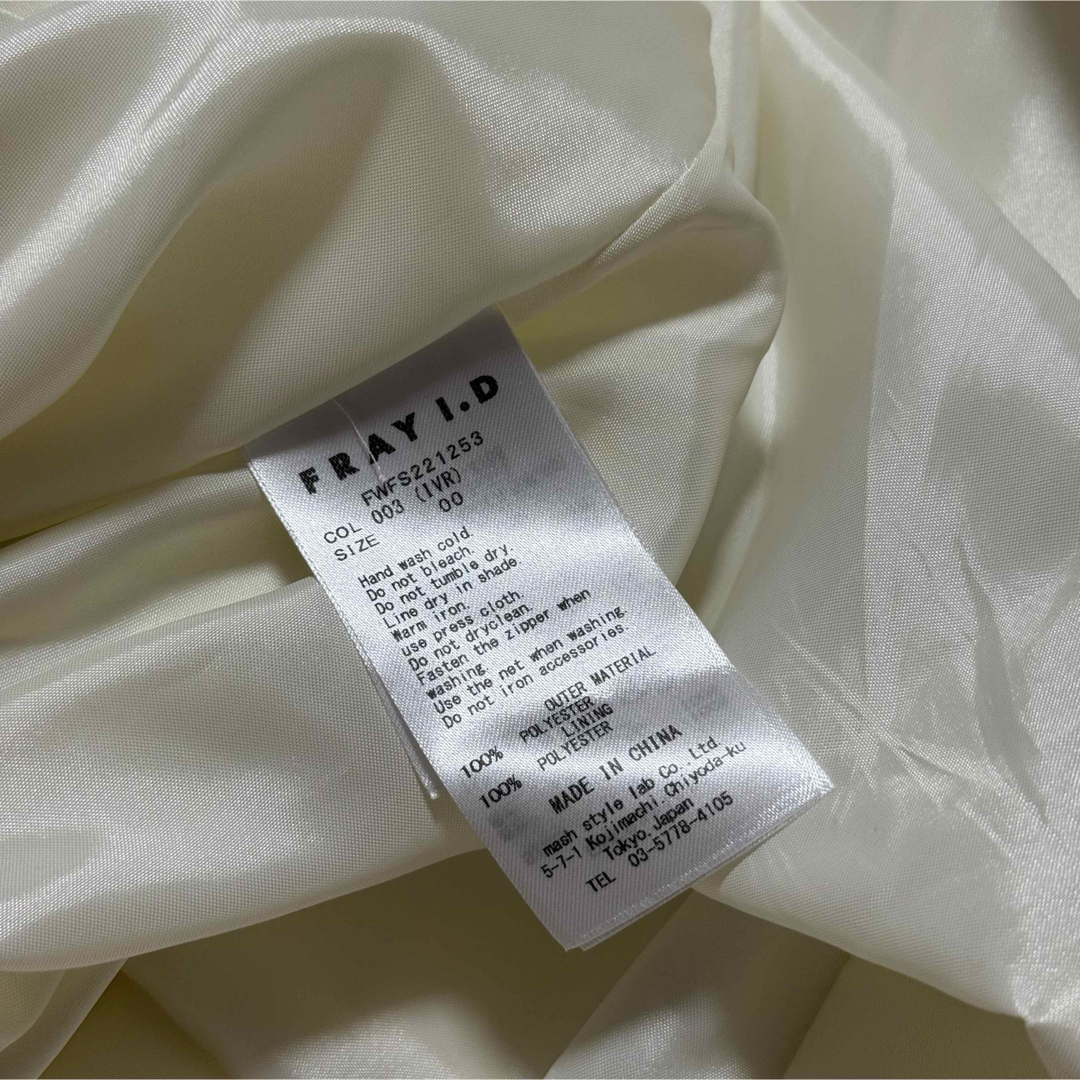 FRAY I.D
FWFS221253
COL 003 (IVR)
SIZE 00
Hand wash cold.
Do not bleach.
Do not tumble dry.
Line dry in shade.
Warm iron.
use press cloth.
Do not dryclean.
Fasten the zipper when
washing.
Use the net when washing.
Do not iron accessories.
OUTER MATERIAL
100% POLYESTER
LINING
100% POLYESTER
MADE IN CHINA
mash style lab Co.,Ltd.
5-7-1 Kojimachi.Chiyoda-ku
Tokyo.Japan
TEL 03-5778-4105